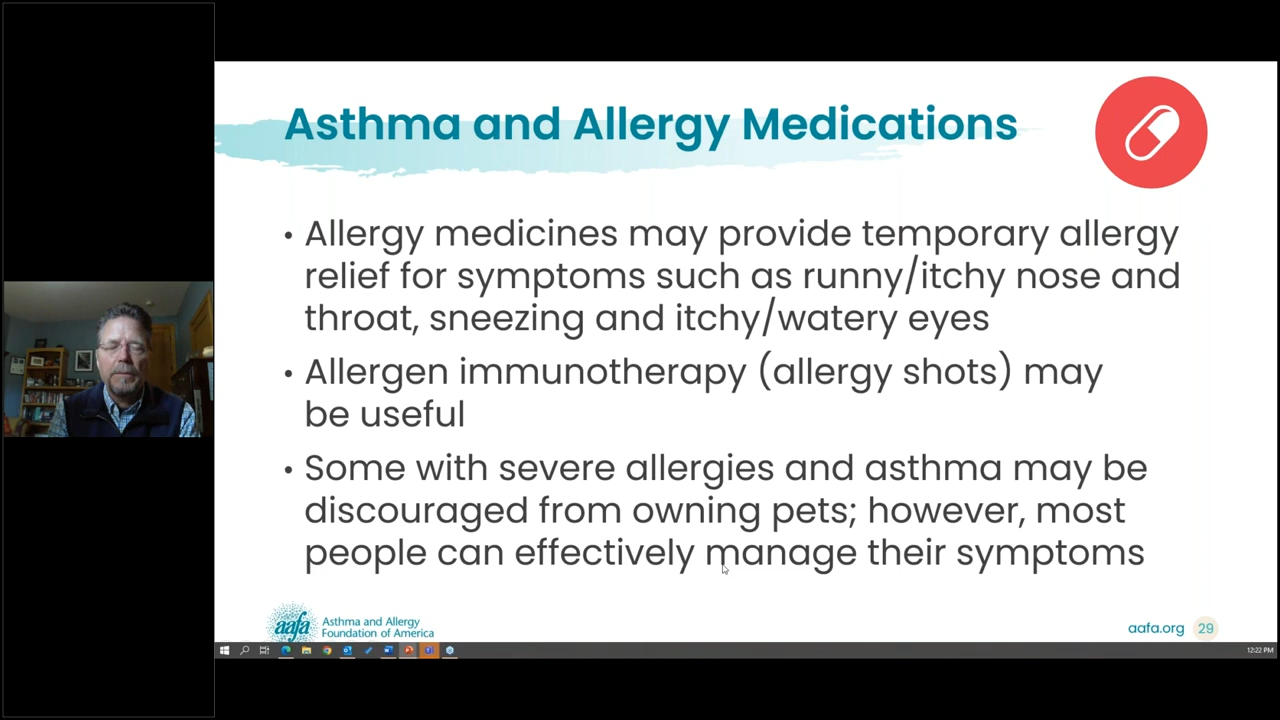 Asthma and Allergy Medications
• Allergy medicines may provide temporary allergy
relief for symptoms such as runny/itchy nose and
throat, sneezing and itchy/watery eyes
• Allergen immunotherapy (allergy shots) may
be useful
• Some with severe allergies and asthma may be
discouraged from owning pets; however, most
people can effectively manage their symptoms
aafa
Asthma and Allergy
Foundation of America
aafa.org 29
12:22 PM